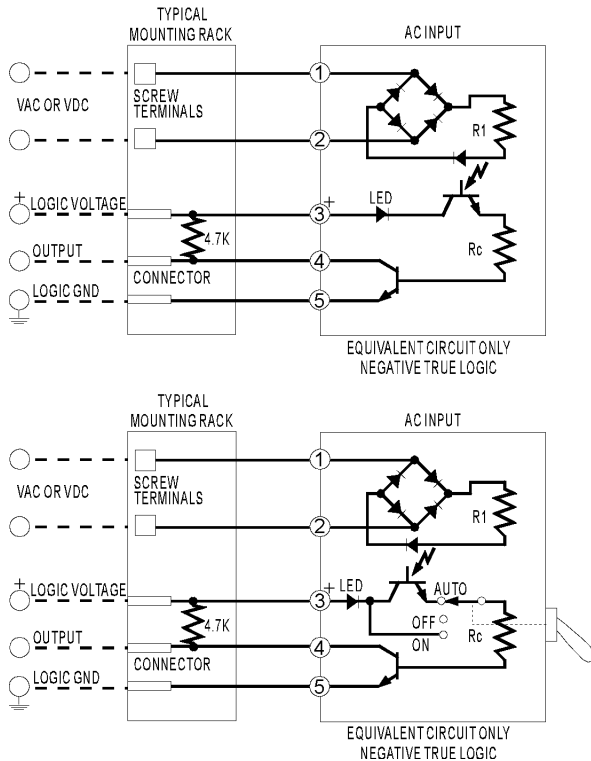 TYPICAL
MOUNTING RACK
AC INPUT
1
VAC OR VDC
SCREW
TERMINALS
2
R1
+
LOGIC VOLTAGE
3
+
LED
4.7K
Rc
OUTPUT
4
CONNECTOR
LOGIC GND
5
EQUIVALENT CIRCUIT ONLY
NEGATIVE TRUE LOGIC
TYPICAL
MOUNTING RACK
AC INPUT
1
VAC OR VDC
SCREW
TERMINALS
2
R1
+
LOGIC VOLTAGE
3
+
LED
AUTO
4.7K
OFF
ON
Rc
OUTPUT
4
CONNECTOR
LOGIC GND
5
EQUIVALENT CIRCUIT ONLY
NEGATIVE TRUE LOGIC